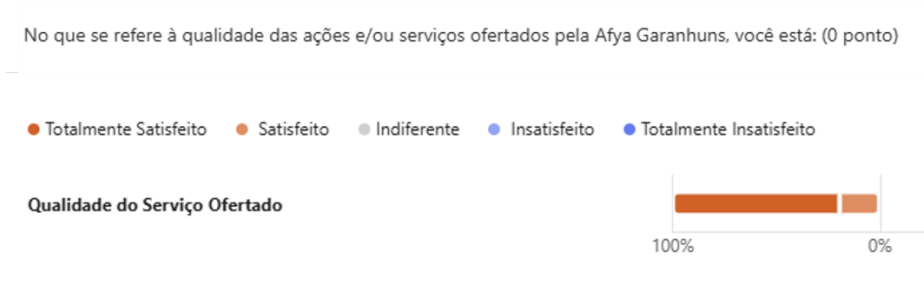 No que se refere à qualidade das ações e/ou serviços ofertados pela Afya Garanhuns, você está: (0 ponto)
Totalmente Satisfeito Satisfeito Indiferente Insatisfeito Totalmente Insatisfeito
Qualidade do Serviço Ofertado
100% 0%